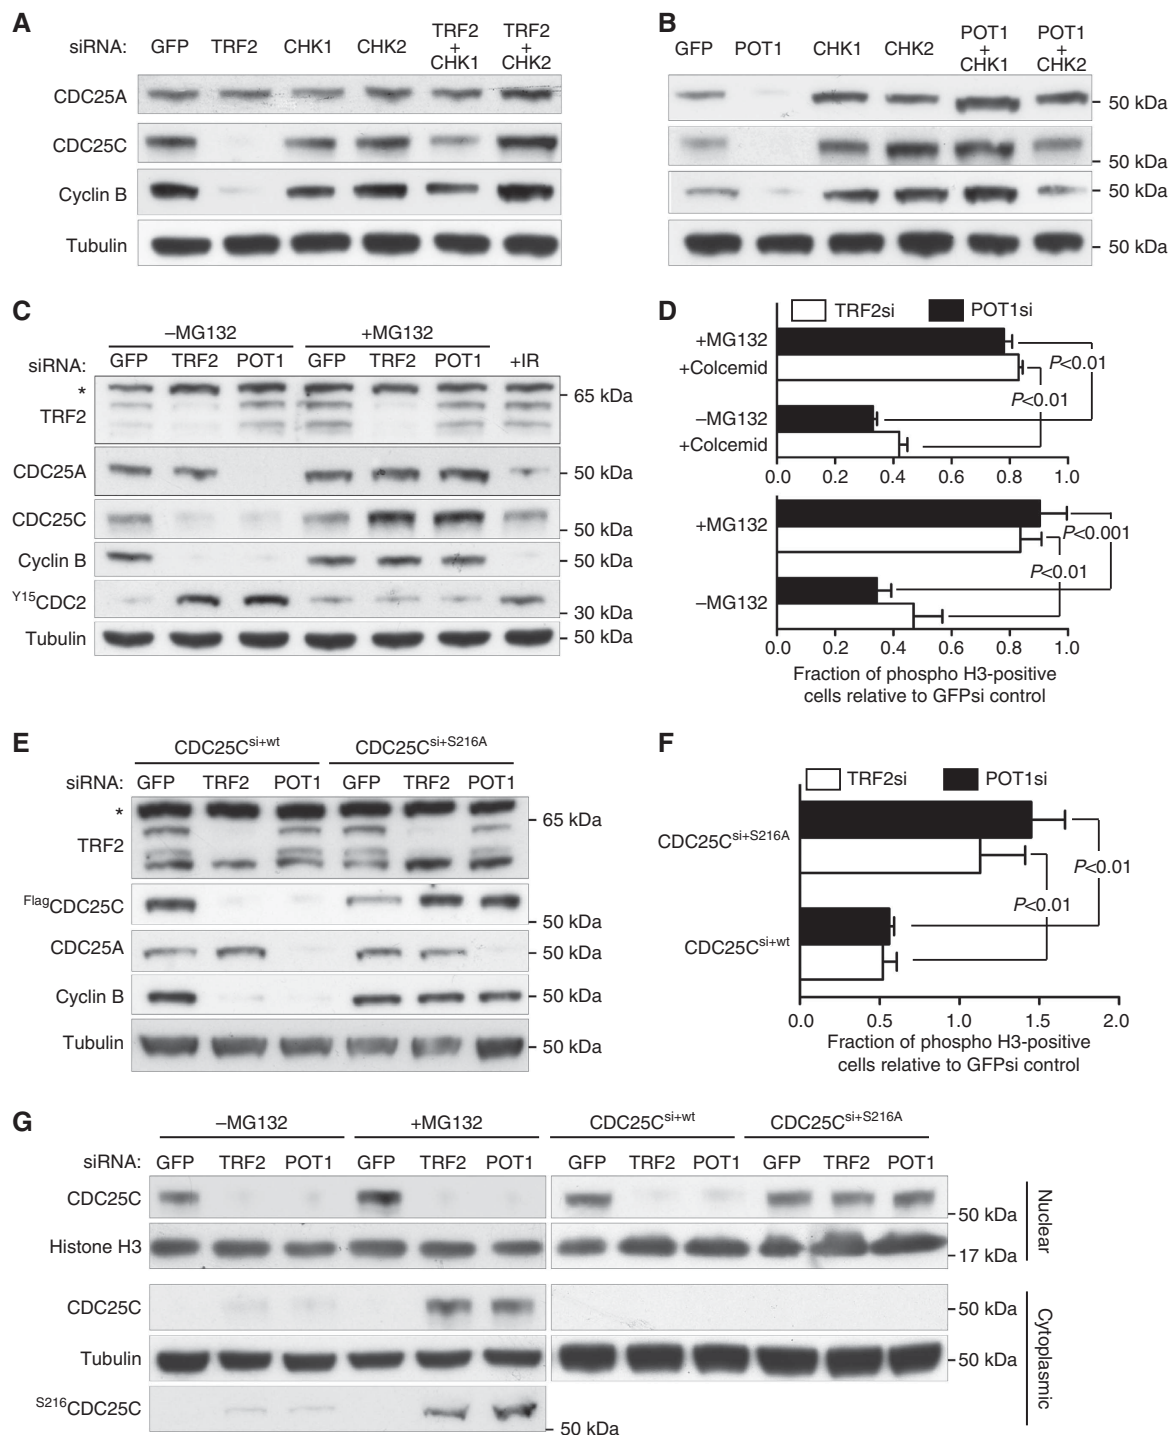 A
siRNA: GFP TRF2 CHK1 CHK2 TRF2 + CHK1 TRF2 + CHK2
CDC25A
CDC25C
Cyclin B
Tubulin
B
GFP POT1 CHK1 CHK2 POT1 + CHK1 POT1 + CHK2
50 kDa
50 kDa
50 kDa
50 kDa
C
–MG132 +MG132
siRNA: GFP TRF2 POT1 GFP TRF2 POT1 +IR
*
65 kDa
TRF2
CDC25A 50 kDa
CDC25C 50 kDa
Cyclin B 50 kDa
Y15CDC2 30 kDa
Tubulin 50 kDa
D
TRF2si POT1si
+MG132
+Colcemid
P<0.01
P<0.01
–MG132
+Colcemid
0.0 0.2 0.4 0.6 0.8 1.0
+MG132
P<0.001
P<0.01
–MG132
0.0 0.2 0.4 0.6 0.8 1.0
Fraction of phospho H3-positive
cells relative to GFPsi control
E
CDC25Csi+wt CDC25Csi+S216A
siRNA: GFP TRF2 POT1 GFP TRF2 POT1
*
65 kDa
TRF2
FlagCDC25C 50 kDa
CDC25A 50 kDa
Cyclin B 50 kDa
Tubulin 50 kDa
F
TRF2si POT1si
CDC25Csi+S216A
P<0.01
P<0.01
CDC25Csi+wt
0.0 0.5 1.0 1.5 2.0
Fraction of phospho H3-positive
cells relative to GFPsi control
G
–MG132 +MG132 CDC25Csi+wt CDC25Csi+S216A
siRNA: GFP TRF2 POT1 GFP TRF2 POT1 GFP TRF2 POT1 GFP TRF2 POT1
CDC25C 50 kDa
Histone H3 17 kDa
Nuclear
CDC25C 50 kDa
Tubulin 50 kDa
S216CDC25C 50 kDa
Cytoplasmic